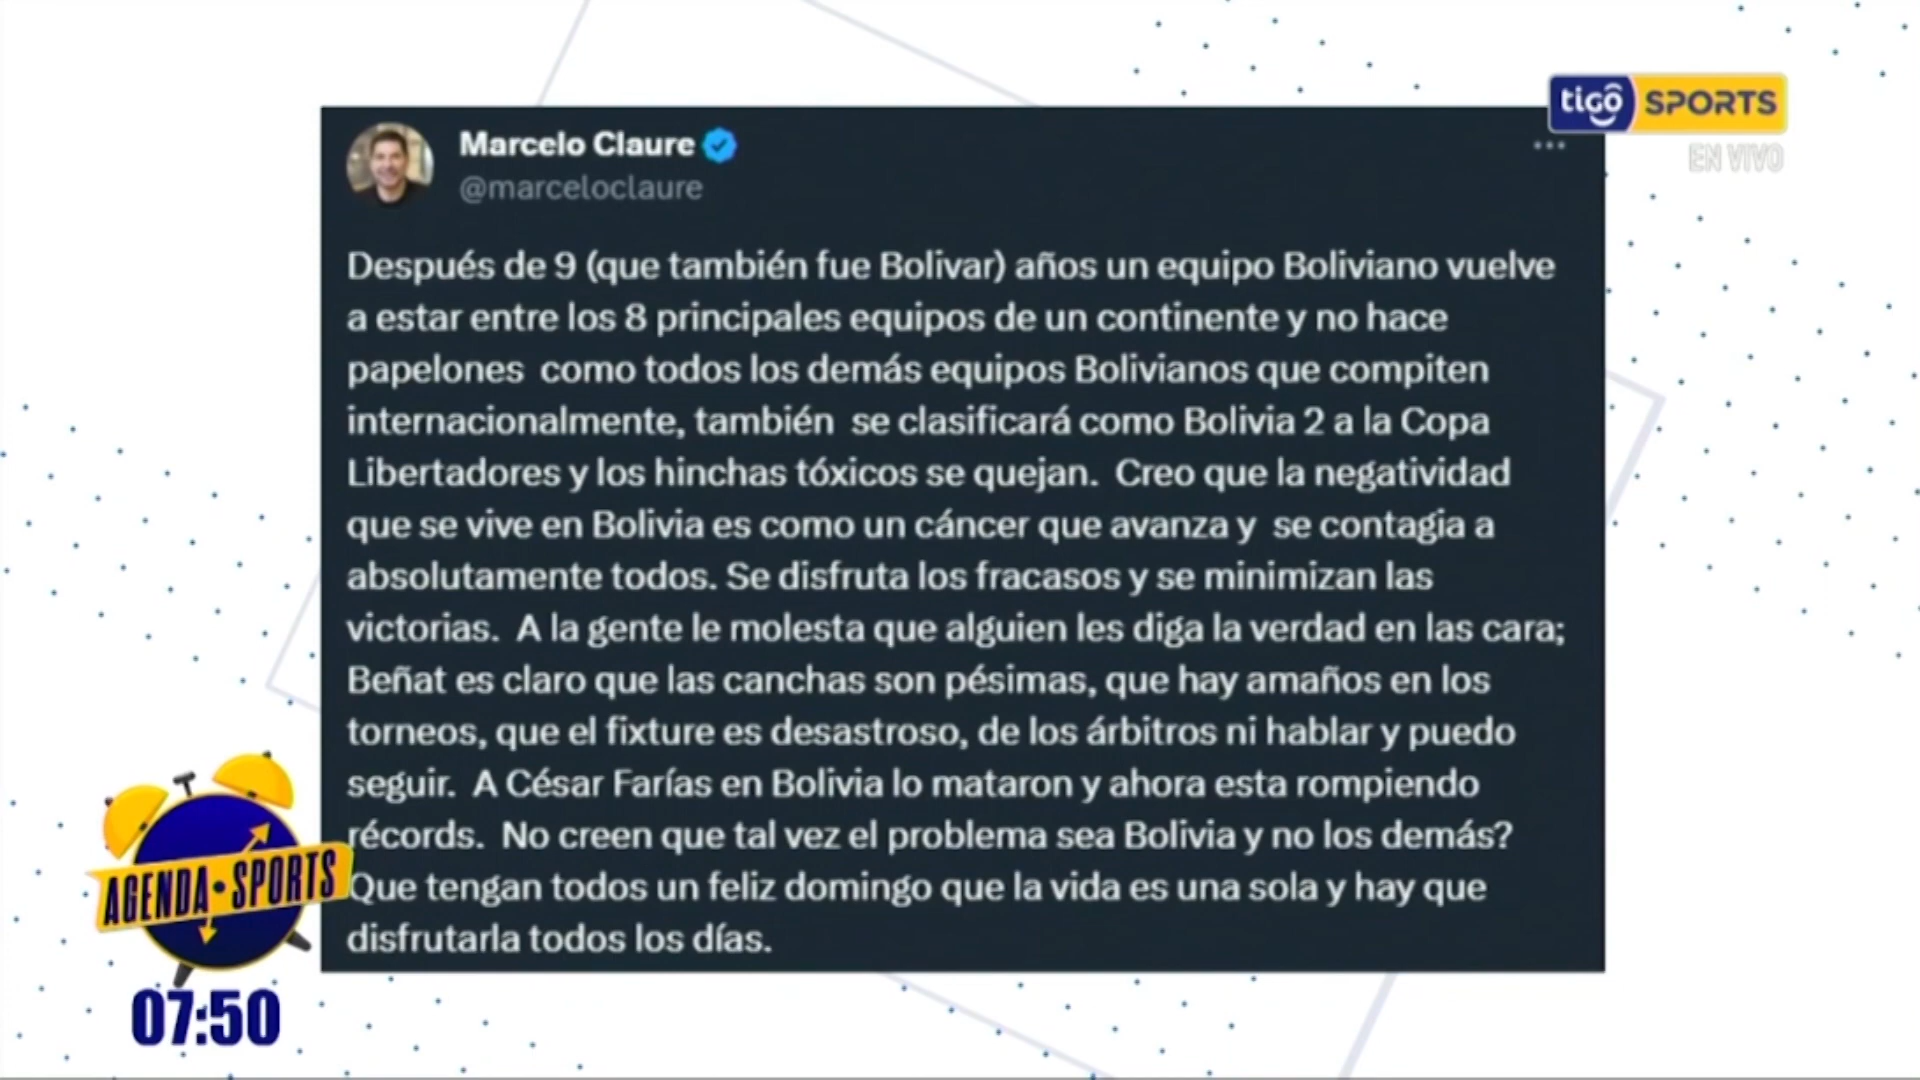 tigo SPORTS
EN VIVO
Marcelo Claure
@marceloclaure
Después de 9 (que también fue Bolivar) años un equipo Boliviano vuelve
a estar entre los 8 principales equipos de un continente y no hace
papelones como todos los demás equipos Bolivianos que compiten
internacionalmente, también se clasificará como Bolivia 2 a la Copa
Libertadores y los hinchas tóxicos se quejan. Creo que la negatividad
que se vive en Bolivia es como un cáncer que avanza y se contagia a
absolutamente todos. Se disfruta los fracasos y se minimizan las
victorias. A la gente le molesta que alguien les diga la verdad en las cara;
Beñat es claro que las canchas son pésimas, que hay amaños en los
torneos, que el fixture es desastroso, de los árbitros ni hablar y puedo
seguir. A César Farías en Bolivia lo mataron y ahora esta rompiendo
récords. No creen que tal vez el problema sea Bolivia y no los demás?
Que tengan todos un feliz domingo que la vida es una sola y hay que
disfrutarla todos los días.
AGENDA•SPORTS
07:50